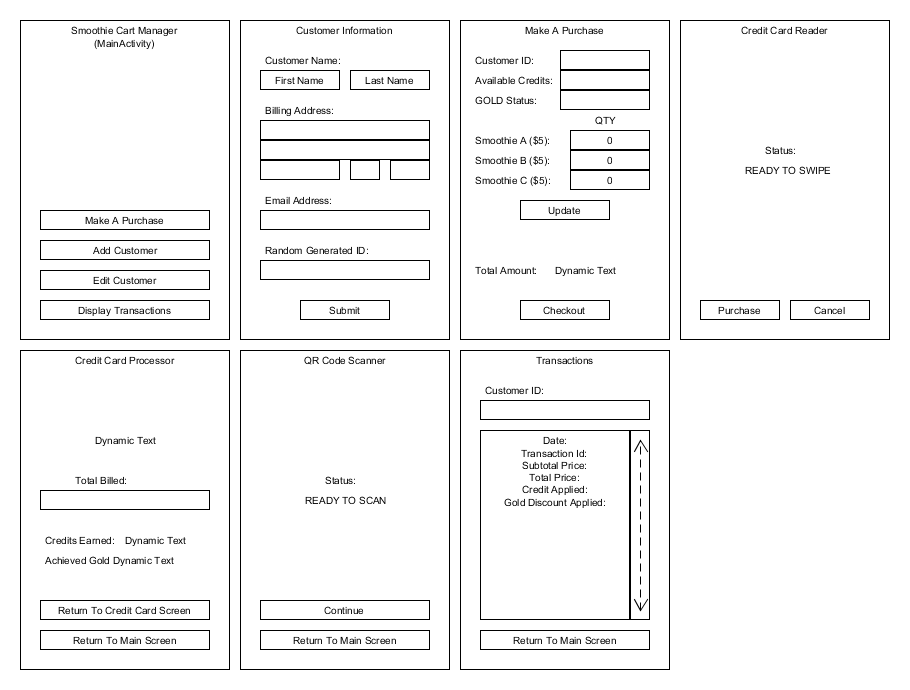 Smoothie Cart Manager
(MainActivity)
Make A Purchase
Add Customer
Edit Customer
Display Transactions
Customer Information
Customer Name:
First Name
Last Name
Billing Address:
Email Address:
Random Generated ID:
Submit
Make A Purchase
Customer ID:
Available Credits:
GOLD Status:
QTY
Smoothie A ($5): 0
Smoothie B ($5): 0
Smoothie C ($5): 0
Update
Total Amount: Dynamic Text
Checkout
Credit Card Reader
Status:
READY TO SWIPE
Purchase
Cancel
Credit Card Processor
Dynamic Text
Total Billed:
Credits Earned: Dynamic Text
Achieved Gold Dynamic Text
Return To Credit Card Screen
Return To Main Screen
QR Code Scanner
Status:
READY TO SCAN
Continue
Return To Main Screen
Transactions
Customer ID:
Date:
Transaction Id:
Subtotal Price:
Total Price:
Credit Applied:
Gold Discount Applied:
Return To Main Screen